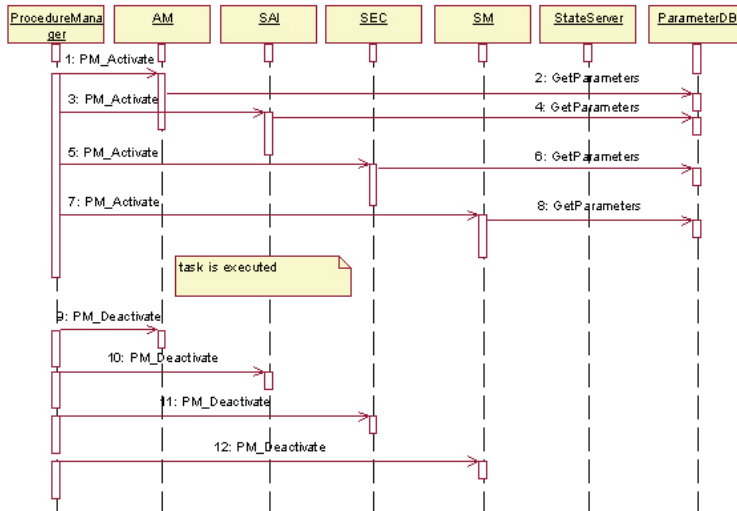 ProcedureMana
ger
AM
SAI
SEC
SM
StateServer
ParameterDB
1: PM_Activate
2: GetParameters
3: PM_Activate
4: GetParameters
5: PM_Activate
6: GetParameters
7: PM_Activate
8: GetParameters
task is executed
9: PM_Deactivate
10: PM_Deactivate
11: PM_Deactivate
12: PM_Deactivate